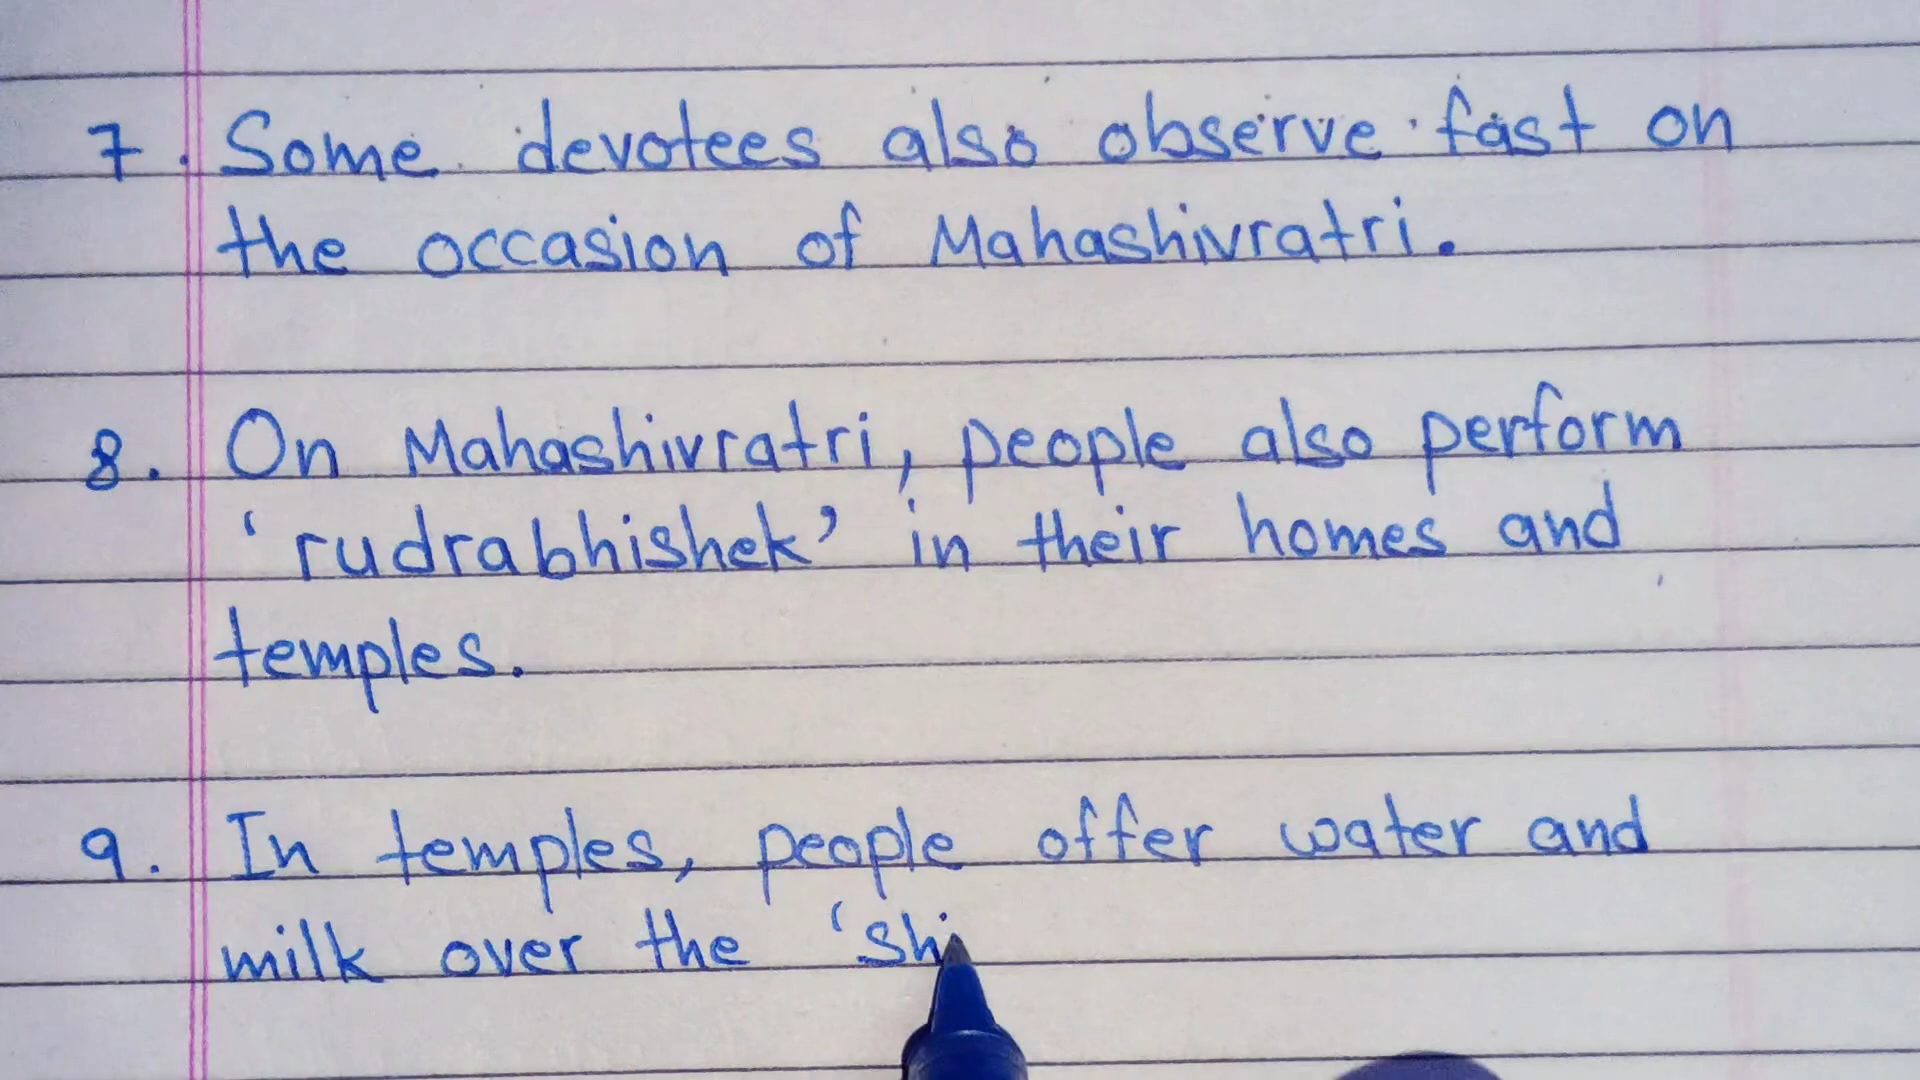 7. Some devotees also observe fast on
the occasion of Mahashivratri.
8. On Mahashivratri, people also perform
'rudrabhishek' in their homes and
temples.
9. In temples, people offer water and
milk over the 'shi